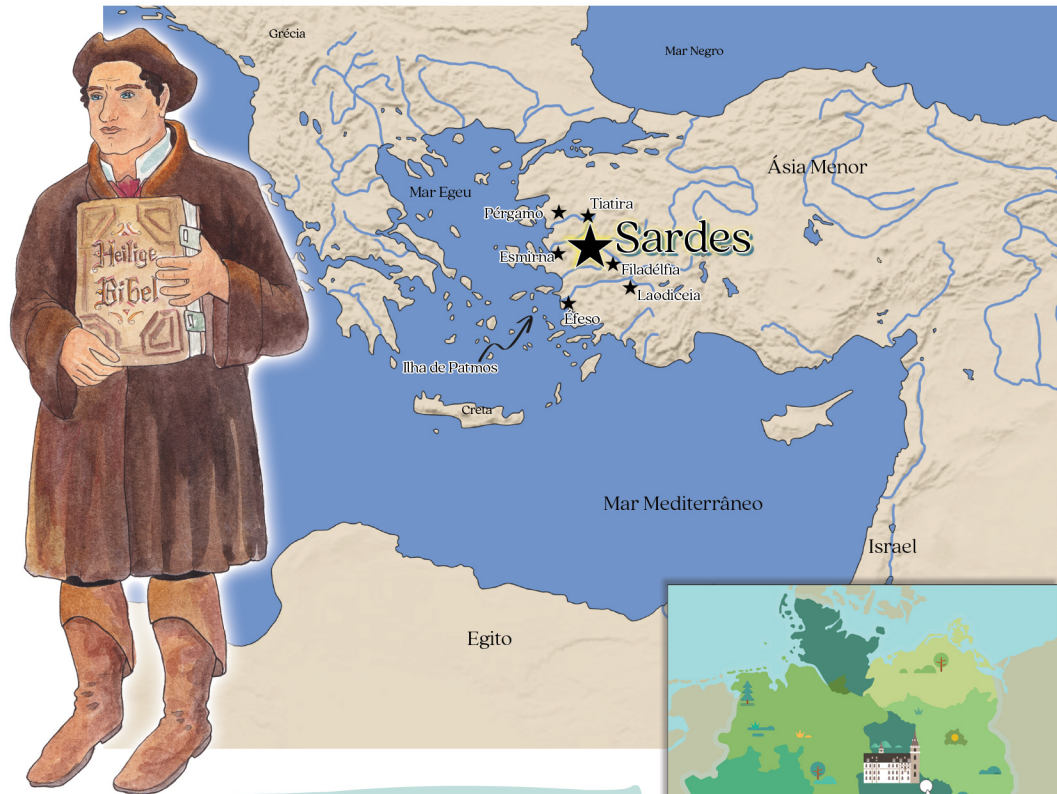 Grécia
Mar Negro
Ásia Menor
Mar Egeu
Pérgamo
Tiatira
Sardes
Esmirna
Filadélfia
Laodiceia
Éfeso
Ilha de Patmos
Creta
Mar Mediterrâneo
Israel
Egito
Heilige
Bibel